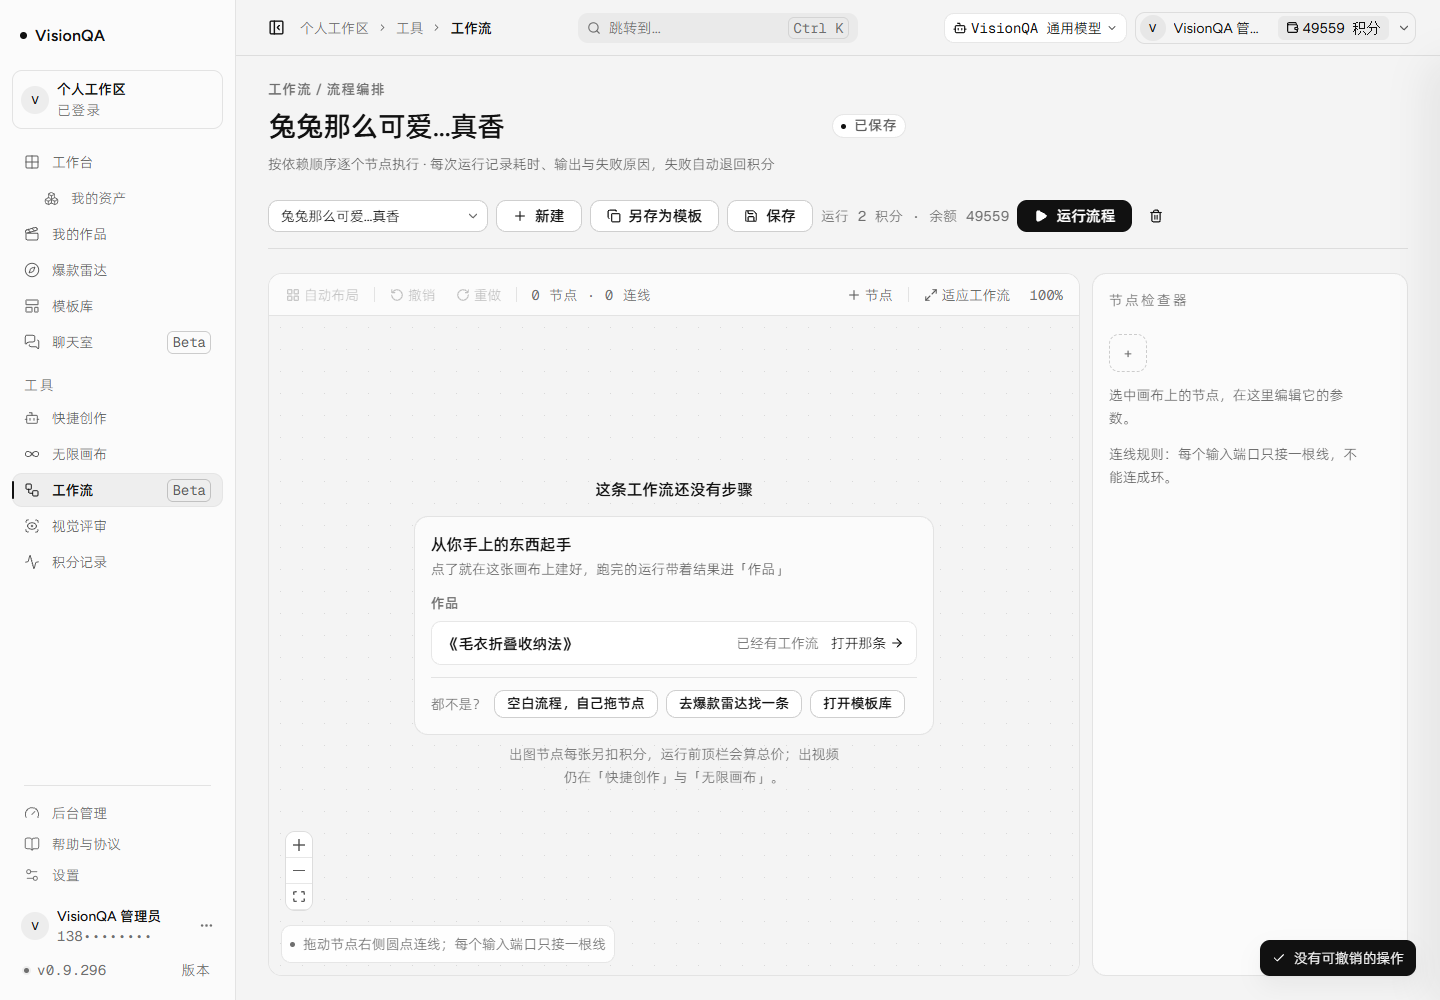 VisionQA
V
个人工作区
已登录
工作台
我的资产
我的作品
爆款雷达
模板库
聊天室
Beta
工具
快捷创作
无限画布
工作流
Beta
视觉评审
积分记录
后台管理
帮助与协议
设置
V
VisionQA 管理员
138••••••••
v0.9.296
版本
个人工作区
工具
工作流
跳转到...
Ctrl K
VisionQA 通用模型
V
VisionQA 管...
49559 积分
工作流 / 流程编排
兔兔那么可爱...真香
已保存
按依赖顺序逐个节点执行 · 每次运行记录耗时、输出与失败原因，失败自动退回积分
兔兔那么可爱...真香
新建
另存为模板
保存
运行 2 积分 · 余额 49559
运行流程
自动布局
撤销
重做
0 节点 · 0 连线
节点
适应工作流
100%
这条工作流还没有步骤
从你手上的东西起手
点了就在这张画布上建好，跑完的运行带着结果进「作品」
作品
《毛衣折叠收纳法》
已经有工作流
打开那条
都不是？
空白流程，自己拖节点
去爆款雷达找一条
打开模板库
出图节点每张另扣积分，运行前顶栏会算总价；出视频
仍在「快捷创作」与「无限画布」。
拖动节点右侧圆点连线；每个输入端口只接一根线
节点检查器
选中画布上的节点，在这里编辑它的参
数。
连线规则：每个输入端口只接一根线，不
能连成环。
没有可撤销的操作